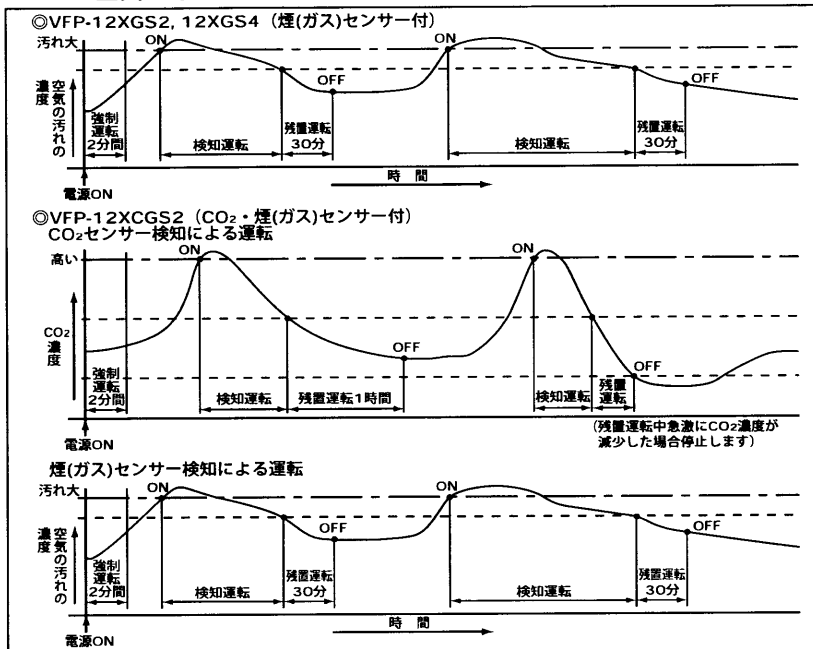 ◎VFP-12XGS2, 12XGS4（煙(ガス)センサー付）
汚れ大
ON
ON
空気の汚れの
濃度
OFF
OFF
強制
運転
2分間
検知運転
残置運転
30分
検知運転
残置運転
30分
時間
電源ON
◎VFP-12XCGS2（CO₂・煙(ガス)センサー付）
CO₂センサー検知による運転
高い
ON
ON
CO₂
濃度
OFF
OFF
強制
運転
2分間
検知運転
残置運転1時間
検知運転
残置
運転
電源ON
（残置運転中急激にCO₂濃度が
減少した場合停止します）
煙(ガス)センサー検知による運転
汚れ大
ON
ON
空気の汚れの
濃度
OFF
OFF
強制
運転
2分間
検知運転
残置運転
30分
検知運転
残置運転
30分
時間
電源ON